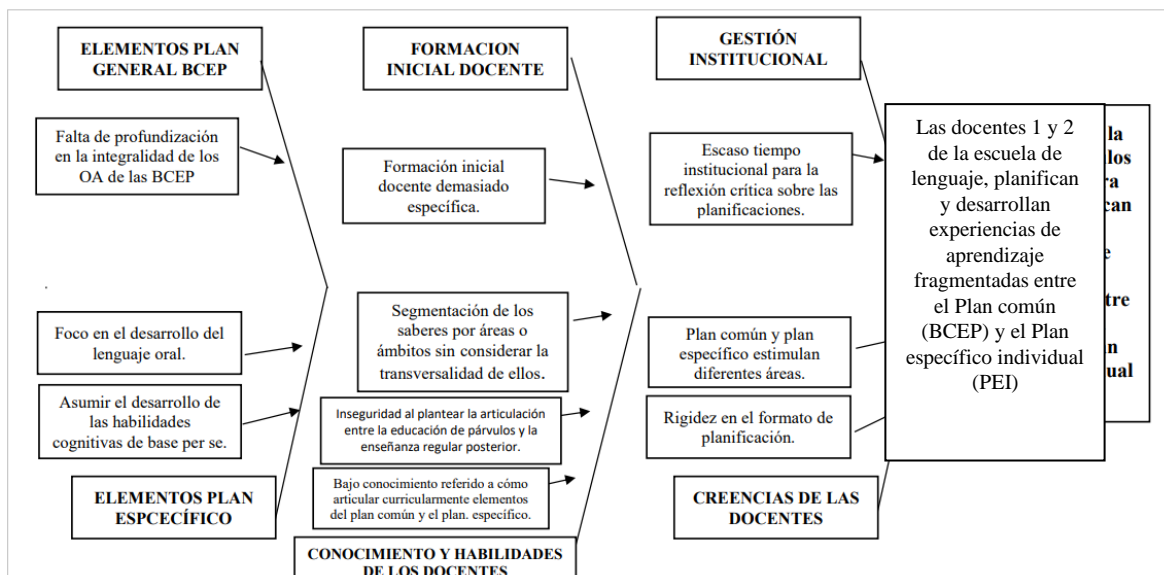 ELEMENTOS PLAN
GENERAL BCEP
FORMACION
INICIAL DOCENTE
GESTIÓN
INSTITUCIONAL
Falta de profundización
en la integralidad de los
OA de las BCEP
Formación inicial
docente demasiado
específica.
Escaso tiempo
institucional para la
reflexión crítica sobre las
planificaciones.
Las docentes 1 y 2
de la escuela de
lenguaje, planifican
y desarrollan
experiencias de
aprendizaje
fragmentadas entre
el Plan común
(BCEP) y el Plan
específico individual
(PEI)
la
Foco en el desarrollo del
lenguaje oral.
Asumir el desarrollo de
las habilidades
cognitivas de base per se.
Segmentación de los
saberes por áreas o
ámbitos sin considerar la
transversalidad de ellos.
Inseguridad al plantear la articulación
entre la educación de párvulos y la
enseñanza regular posterior.
Bajo conocimiento referido a cómo
articular curricularmente elementos
del plan común y el plan. específico.
Plan común y plan
específico estimulan
diferentes áreas.
Rigidez en el formato de
planificación.
ELEMENTOS PLAN
ESPCECÍFICO
CONOCIMIENTO Y HABILIDADES
DE LOS DOCENTES
CREENCIAS DE LAS
DOCENTES